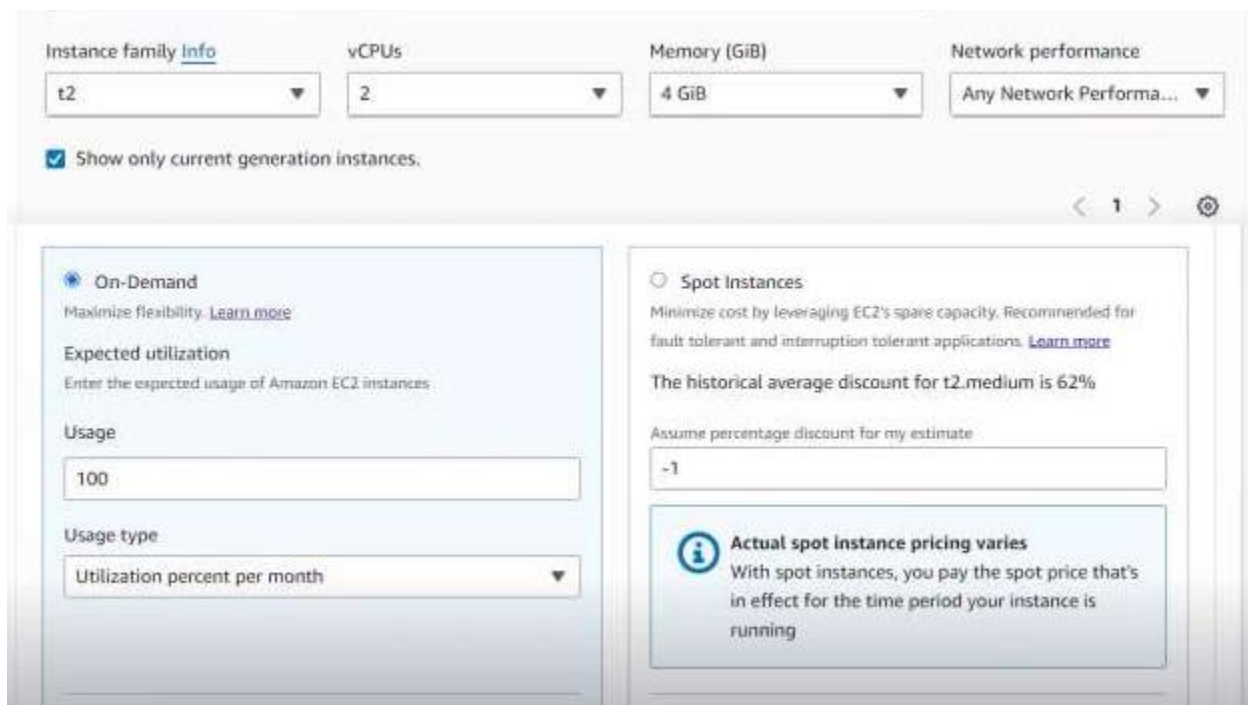 Instance family Info
vCPUs
Memory (GiB)
Network performance
t2
2
4 GiB
Any Network Performa...
Show only current generation instances.
1
On-Demand
Maximize flexibility. Learn more
Expected utilization
Enter the expected usage of Amazon EC2 instances
Usage
100
Usage type
Utilization percent per month
Spot Instances
Minimize cost by leveraging EC2's spare capacity. Recommended for
fault tolerant and interruption tolerant applications. Learn more
The historical average discount for t2.medium is 62%
Assume percentage discount for my estimate
-1
Actual spot instance pricing varies
With spot instances, you pay the spot price that's
in effect for the time period your instance is
running